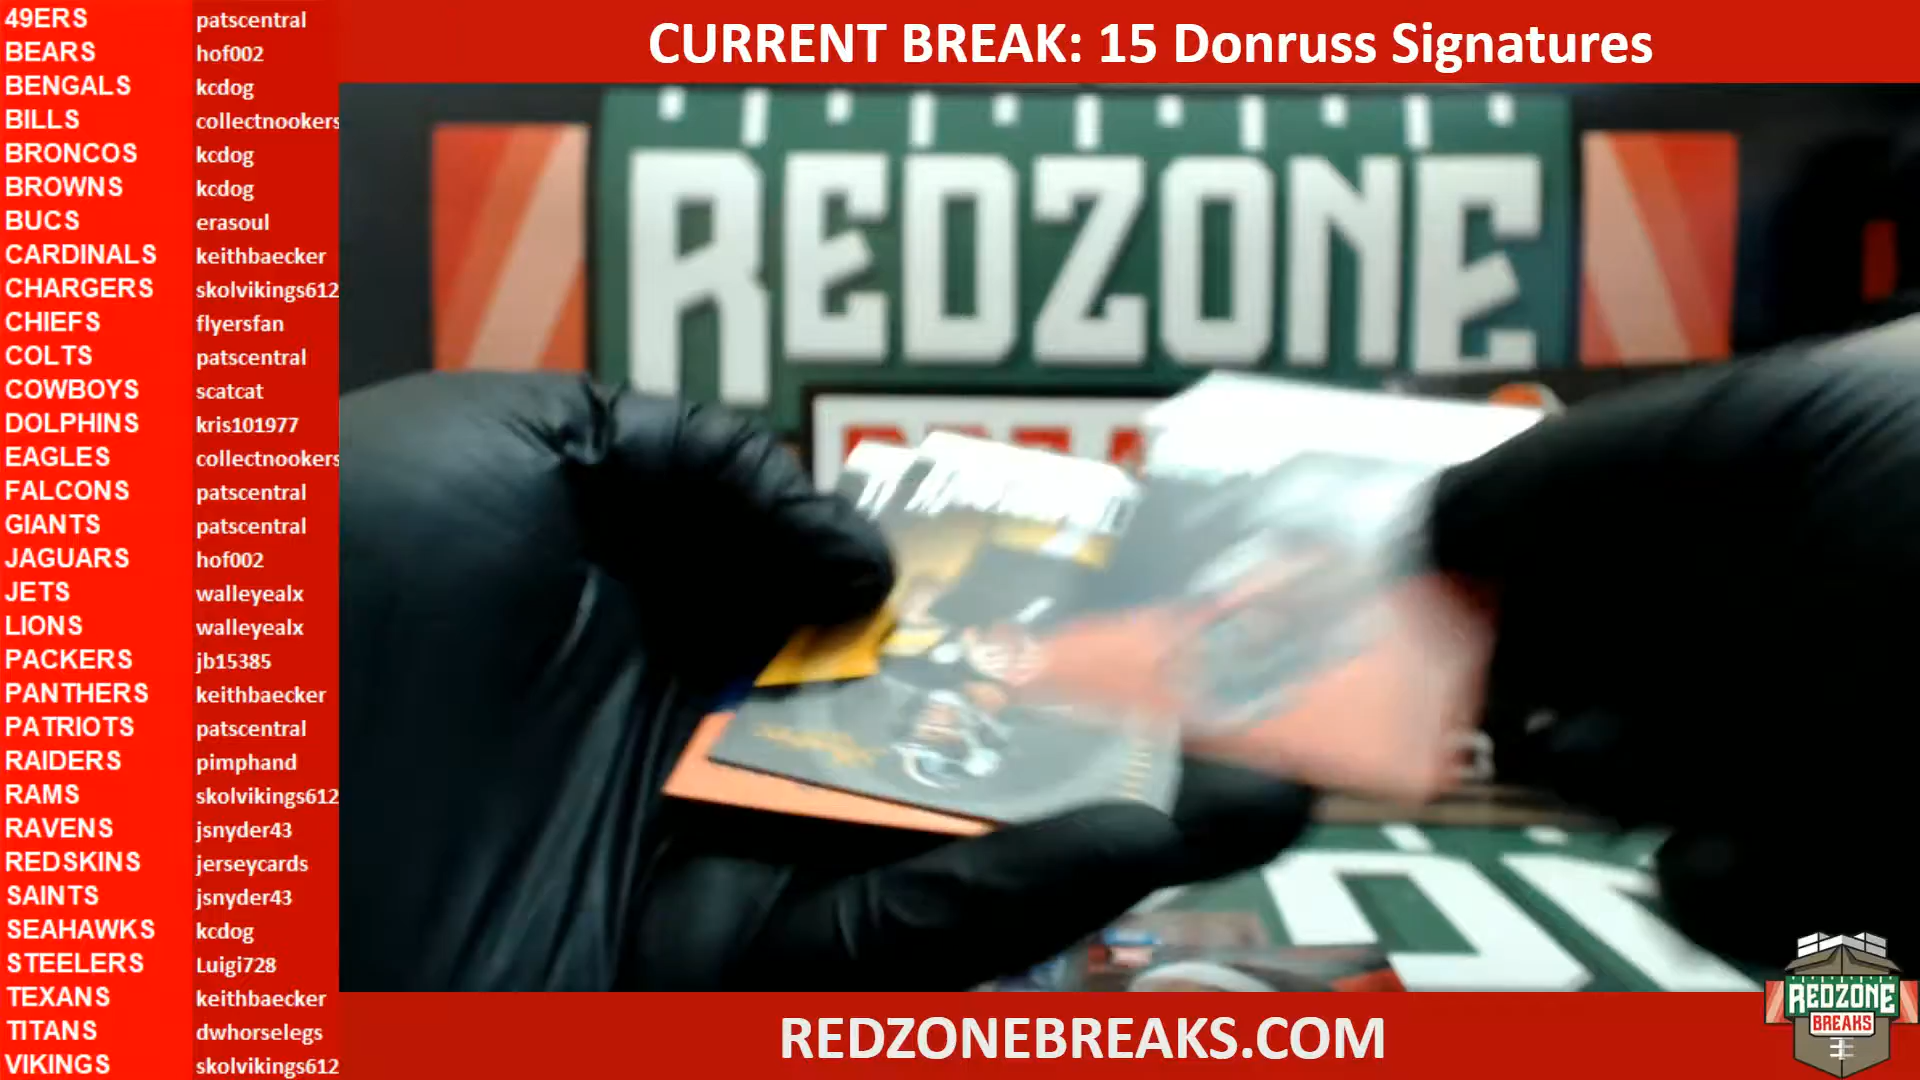 CURRENT BREAK: 15 Donruss Signatures
49ERS patscentral
BEARS hof002
BENGALS kcdog
BILLS collectnookers
BRONCOS kcdog
BROWNS kcdog
BUCS erasoul
CARDINALS keithbaecker
CHARGERS skolvikings612
CHIEFS flyersfan
COLTS patscentral
COWBOYS scatcat
DOLPHINS kris101977
EAGLES collectnookers
FALCONS patscentral
GIANTS patscentral
JAGUARS hof002
JETS walleyealx
LIONS walleyealx
PACKERS jb15385
PANTHERS keithbaecker
PATRIOTS patscentral
RAIDERS pimphand
RAMS skolvikings612
RAVENS jsnyder43
REDSKINS jerseycards
SAINTS jsnyder43
SEAHAWKS kcdog
STEELERS Luigi728
TEXANS keithbaecker
TITANS dwhorselegs
VIKINGS skolvikings612
REDZONE
REDZONEBREAKS.COM
REDZONE
BREAKS